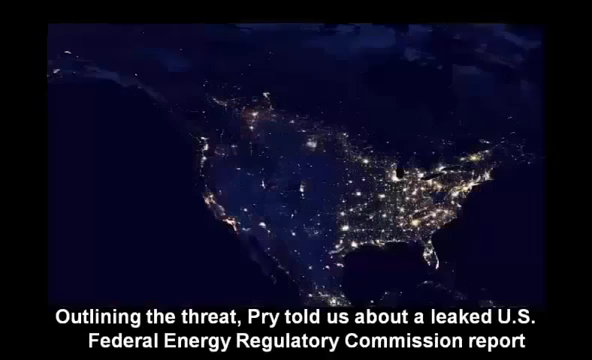 Outlining the threat, Pry told us about a leaked U.S.
Federal Energy Regulatory Commission report